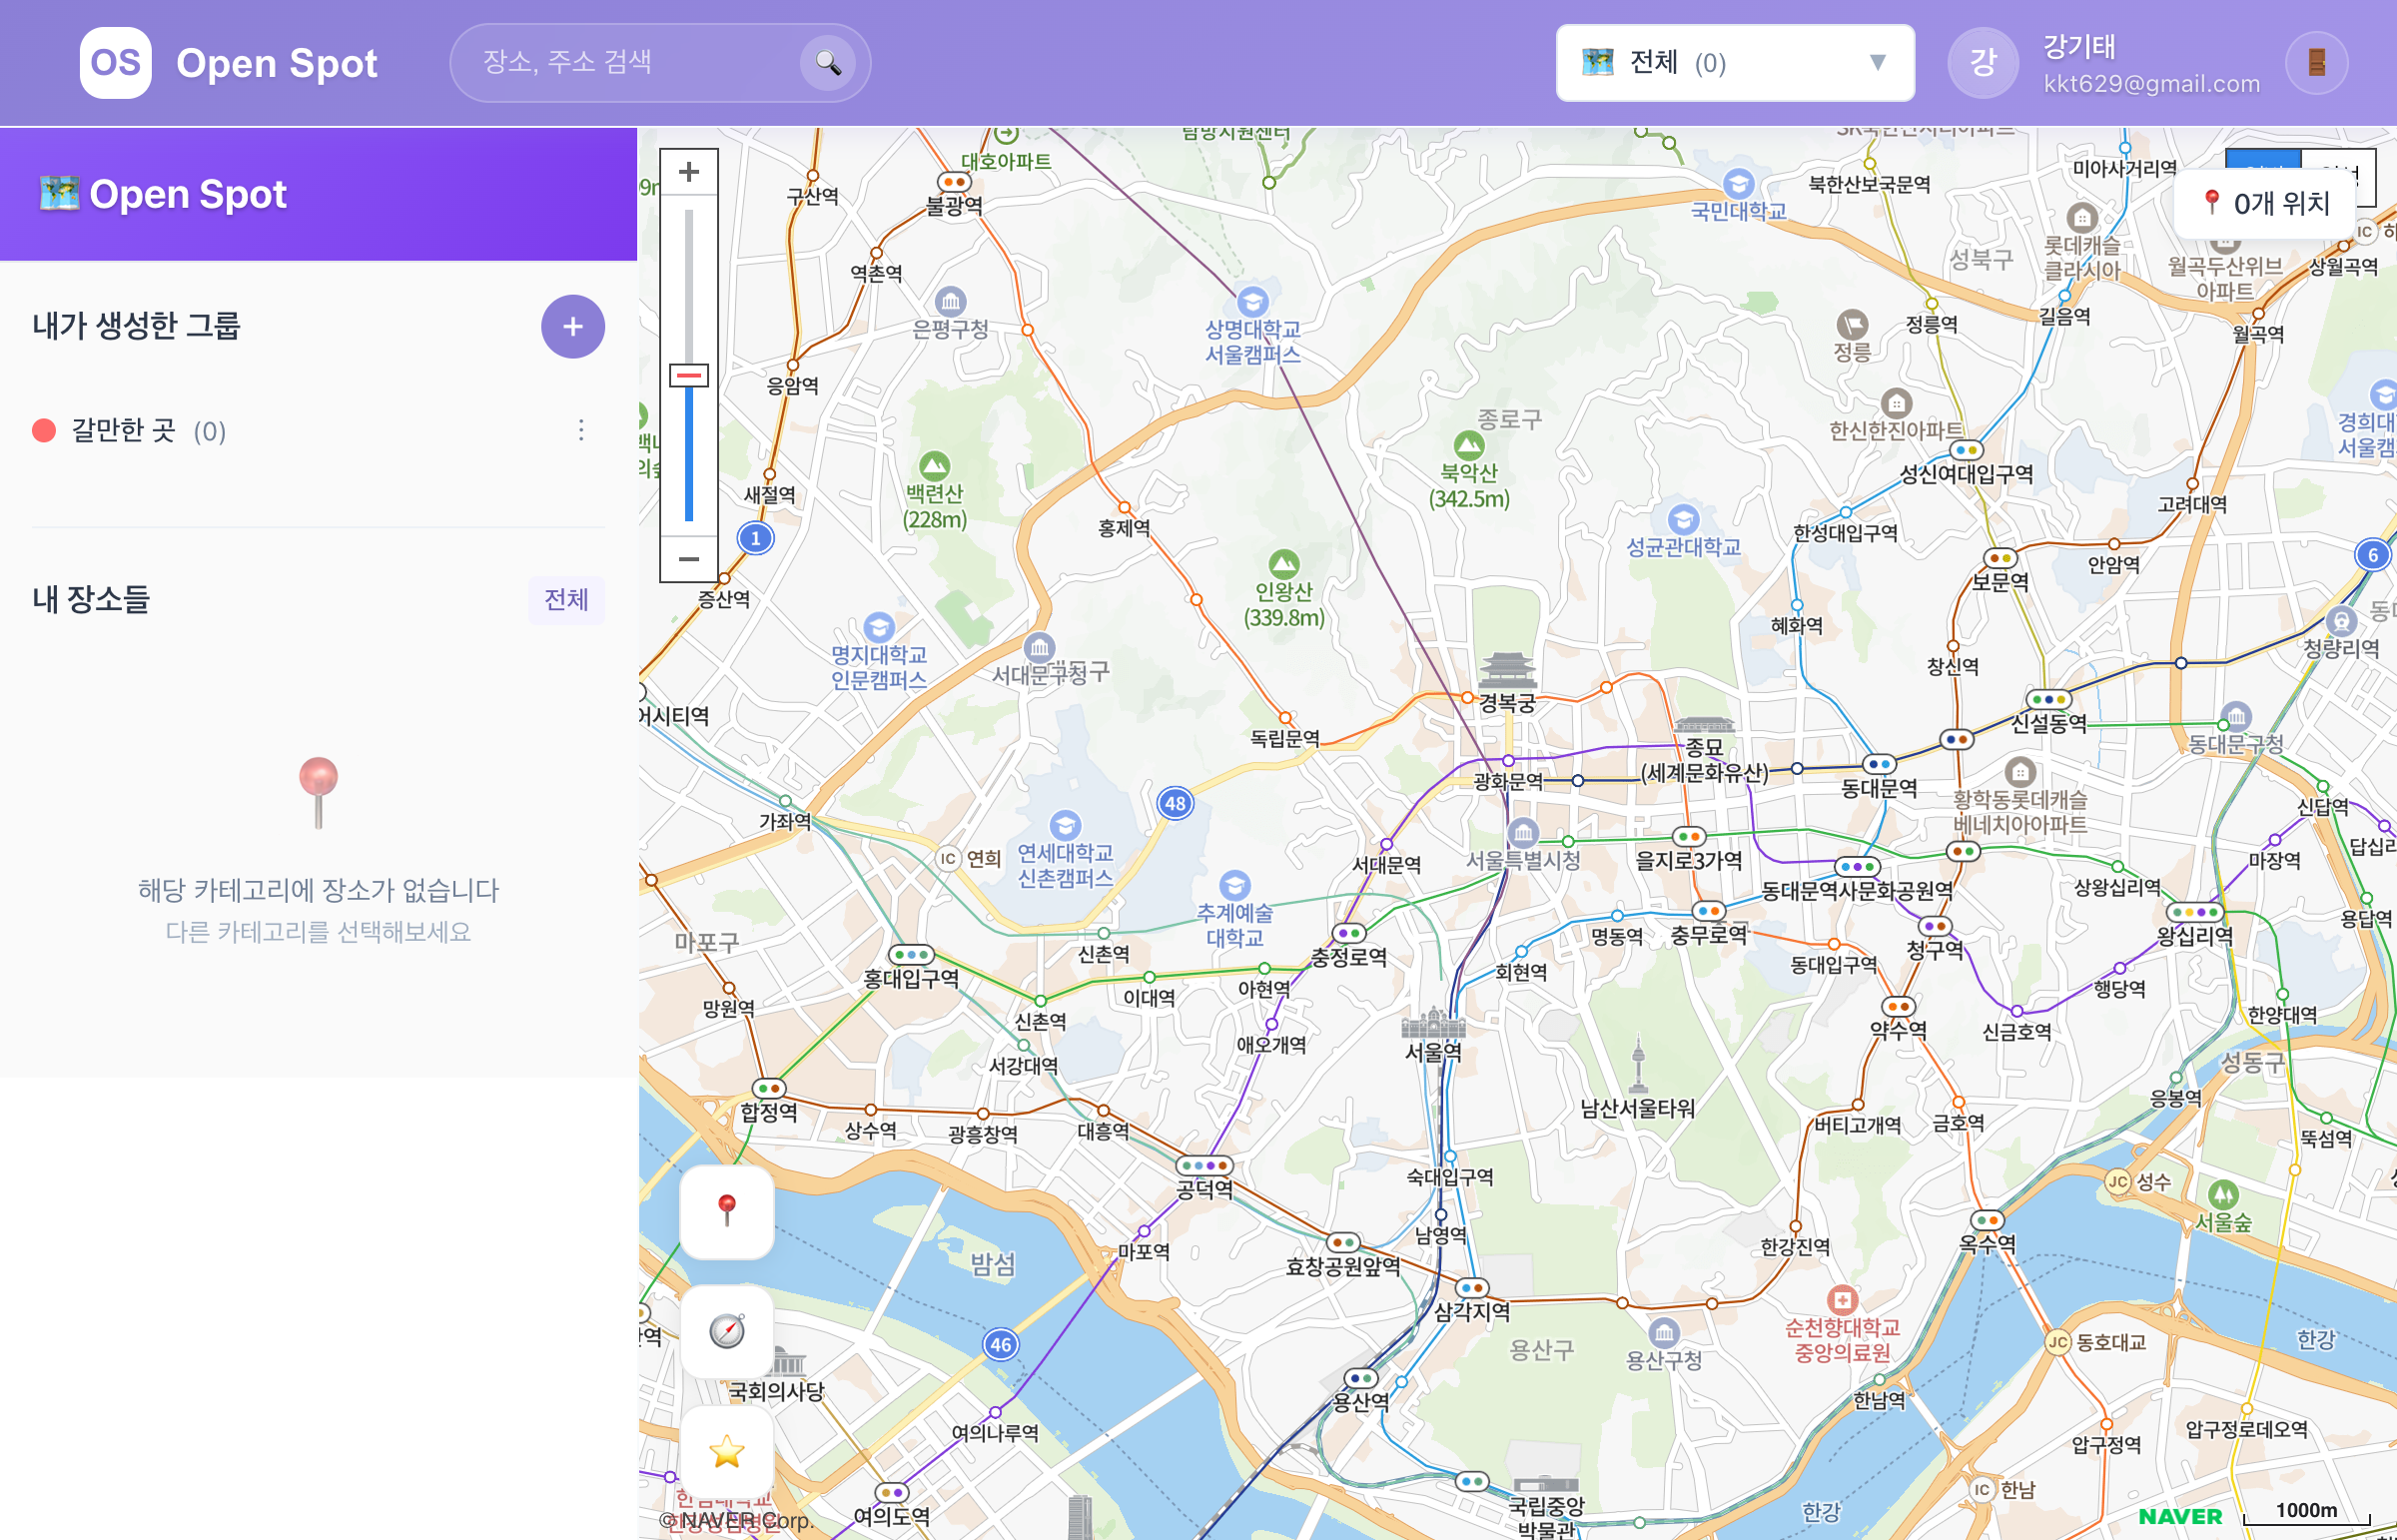 OS
Open Spot
장소, 주소 검색
전체 (0)
강
강기태
kkt629@gmail.com
Open Spot
내가 생성한 그룹
갈만한 곳 (0)
내 장소들
전체
해당 카테고리에 장소가 없습니다
다른 카테고리를 선택해보세요
0개 위치
구산역
대호아파트
불광역
역촌역
은평구청
응암역
상명대학교
서울캠퍼스
국민대학교
북한산보국문역
미아사거리역
롯데캐슬
클라시아
성북구
월곡두산위브
아파트
상월곡역
IC
정릉역
길음역
월곡역
정릉
종로구
한신한진아파트
북악산
(342.5m)
백련산
(228m)
새절역
1
홍제역
성신여대입구역
고려대역
성균관대학교
한성대입구역
안암역
보문역
6
증산역
인왕산
(339.8m)
혜화역
명지대학교
인문캠퍼스
서대문구청
창신역
청량리역
경복궁
독립문역
종묘
(세계문화유산)
신설동역
동대문구청
광화문역
동대문역
황학동롯데캐슬
베네치아아파트
신답역
48
가좌역
IC 연희
연세대학교
신촌캠퍼스
서대문역
서울특별시청
을지로3가역
동대문역사문화공원역
상왕십리역
마장역
용답역
추계예술
대학교
마포구
신촌역
충정로역
명동역
충무로역
청구역
왕십리역
홍대입구역
회현역
동대입구역
행당역
망원역
이대역
아현역
신촌역
애오개역
약수역
신금호역
한양대역
서강대역
서울역
성동구
합정역
상수역
광흥창역
대흥역
남산서울타워
버티고개역
금호역
응봉역
뚝섬역
공덕역
숙대입구역
JC 성수
서울숲
마포역
남영역
한강진역
옥수역
밤섬
효창공원앞역
삼각지역
46
국회의사당
용산구
용산구청
순천향대학교
중앙의료원
JC 동호대교
한강
용산역
한남역
여의나루역
압구정역
압구정로데오역
여의도역
국립중앙
박물관
한강
IC 한남
© NAVER Corp.
NAVER
1000m